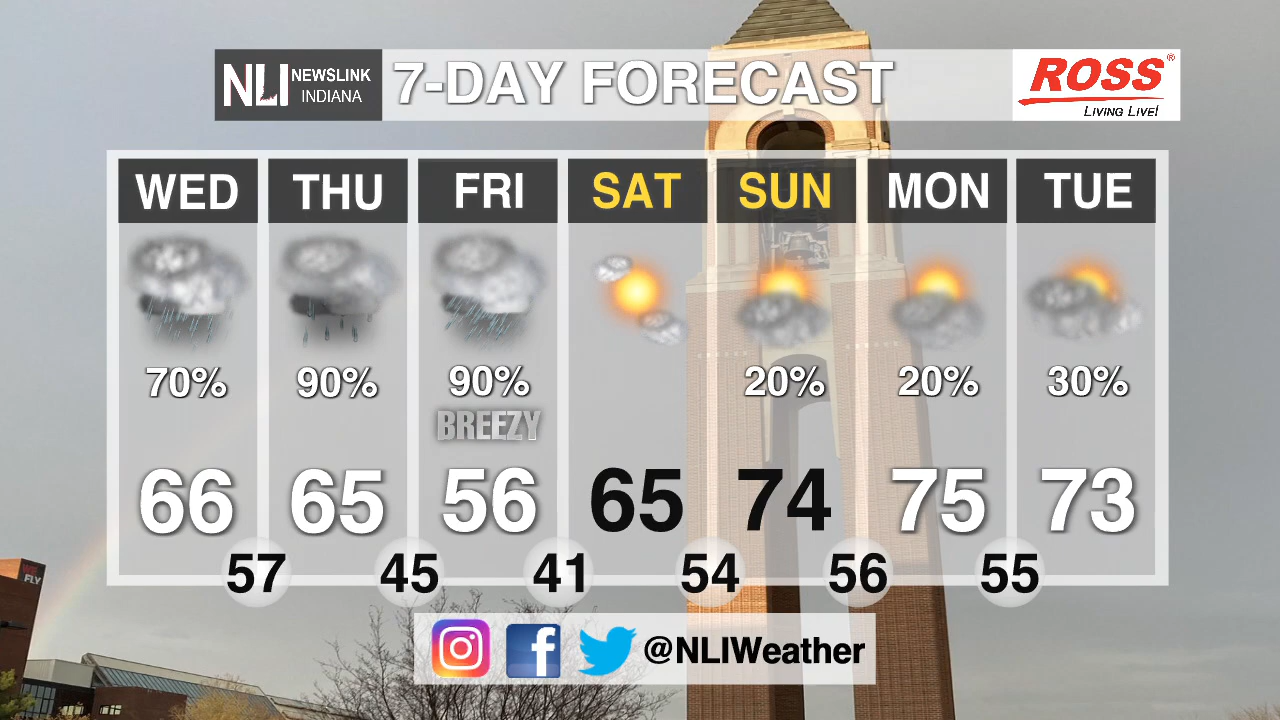 NLI NEWSLINK INDIANA
7-DAY FORECAST
ROSS®
LIVING LIVE!
WED THU FRI SAT SUN MON TUE
70% 90% 90% 20% 20% 30%
BREEZY
66 65 56 65 74 75 73
57 45 41 54 56 55
FLY
@NLIWeather